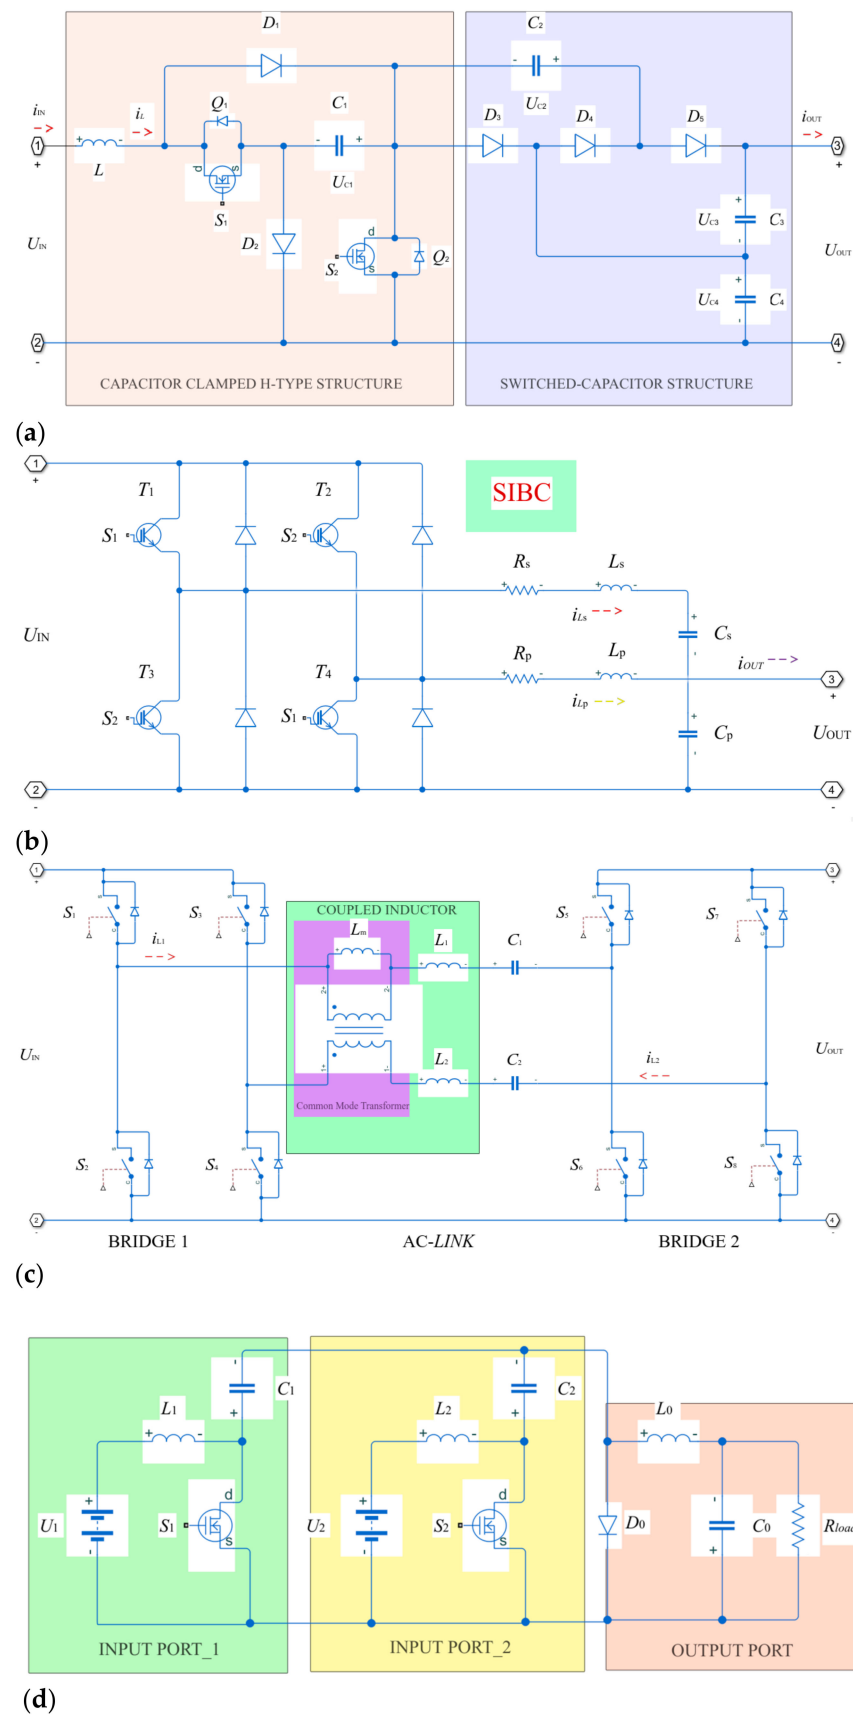 D1 C2
- +
iIN iL Q1 C1 UC2 D3 D4 D5 iOUT
1 + - - + 3
+ L d s UC1 +
S1 + UC3 C3
UIN D2 d - UOUT
S2 s Q2 + UC4 C4
-
2 4
- -
CAPACITOR CLAMPED H-TYPE STRUCTURE SWITCHED-CAPACITOR STRUCTURE
(a)
1
+
T1 T2 SIBC
S1 S2
Rs Ls
+ - + -
iLs +
UIN Cs
-
T3 T4 Rp Lp iOUT
+ - + - 3
S2 S1 iLp + +
Cp UOUT
-
2 4
- -
(b)
1 3
+ +
S1 S3 COUPLED INDUCTOR S5 S7
s s s s
c c c c
iL1 Lm L1 C1
+ - + - + -
2+ 2-
UIN L2 C2 iL2 UOUT
1+ 1- + - + -
Common Mode Transformer
S2 S4 S6 S8
s s s s
c c c c
2 4
- -
BRIDGE 1 AC-LINK BRIDGE 2
(c)
- -
C1 C2
L1 + L2 + L0
+ - + - + -
+ d + d -
U1 S1 U2 S2 D0 C0 Rload
- s - s +
INPUT PORT_1 INPUT PORT_2 OUTPUT PORT
(d)